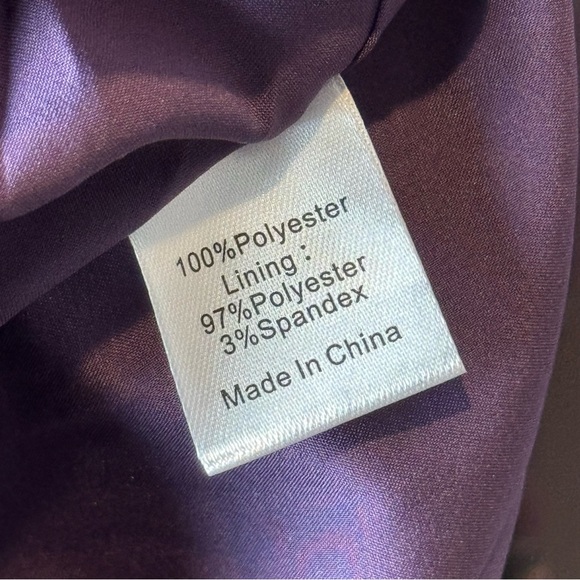 100%Polyester
Lining :
97%Polyester
3%Spandex
Made In China